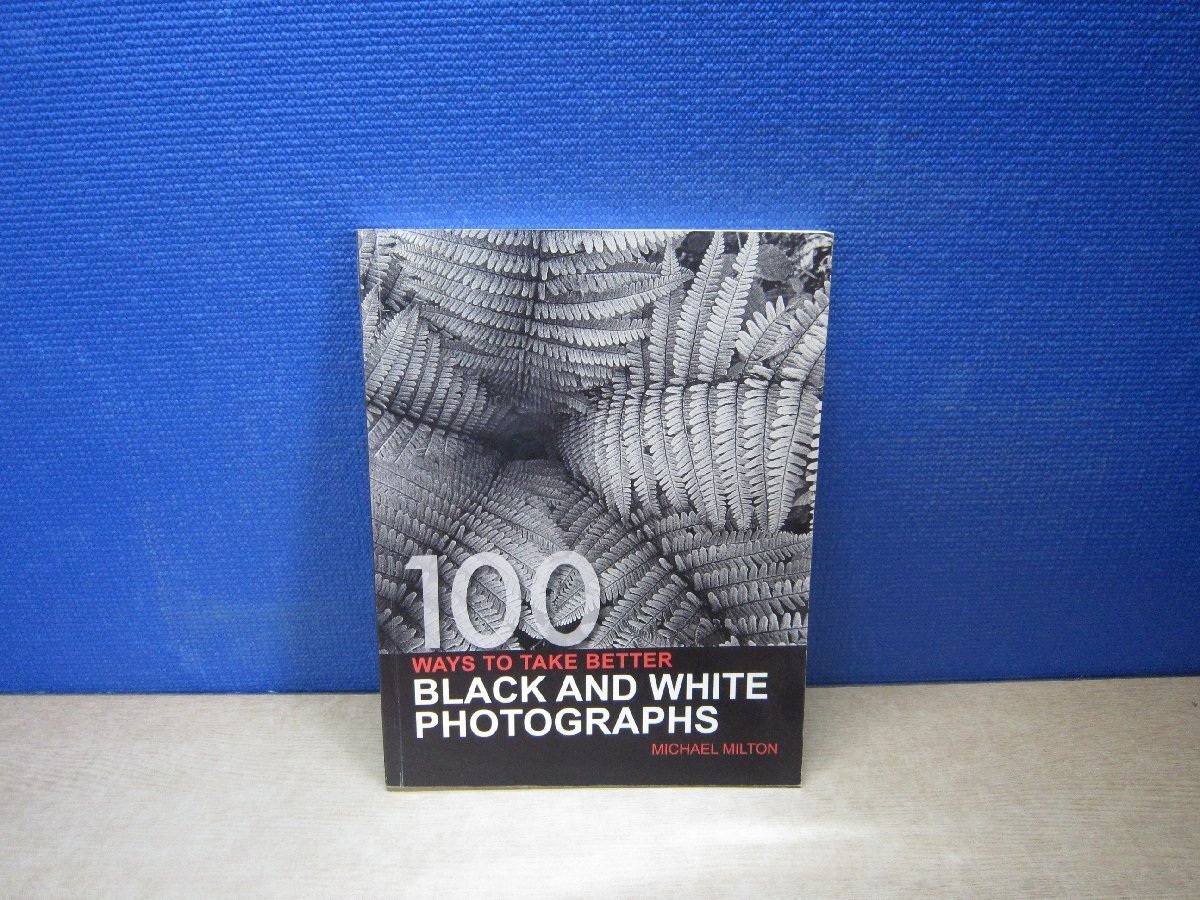 100
WAYS TO TAKE BETTER
BLACK AND WHITE
PHOTOGRAPHS
MICHAEL MILTON